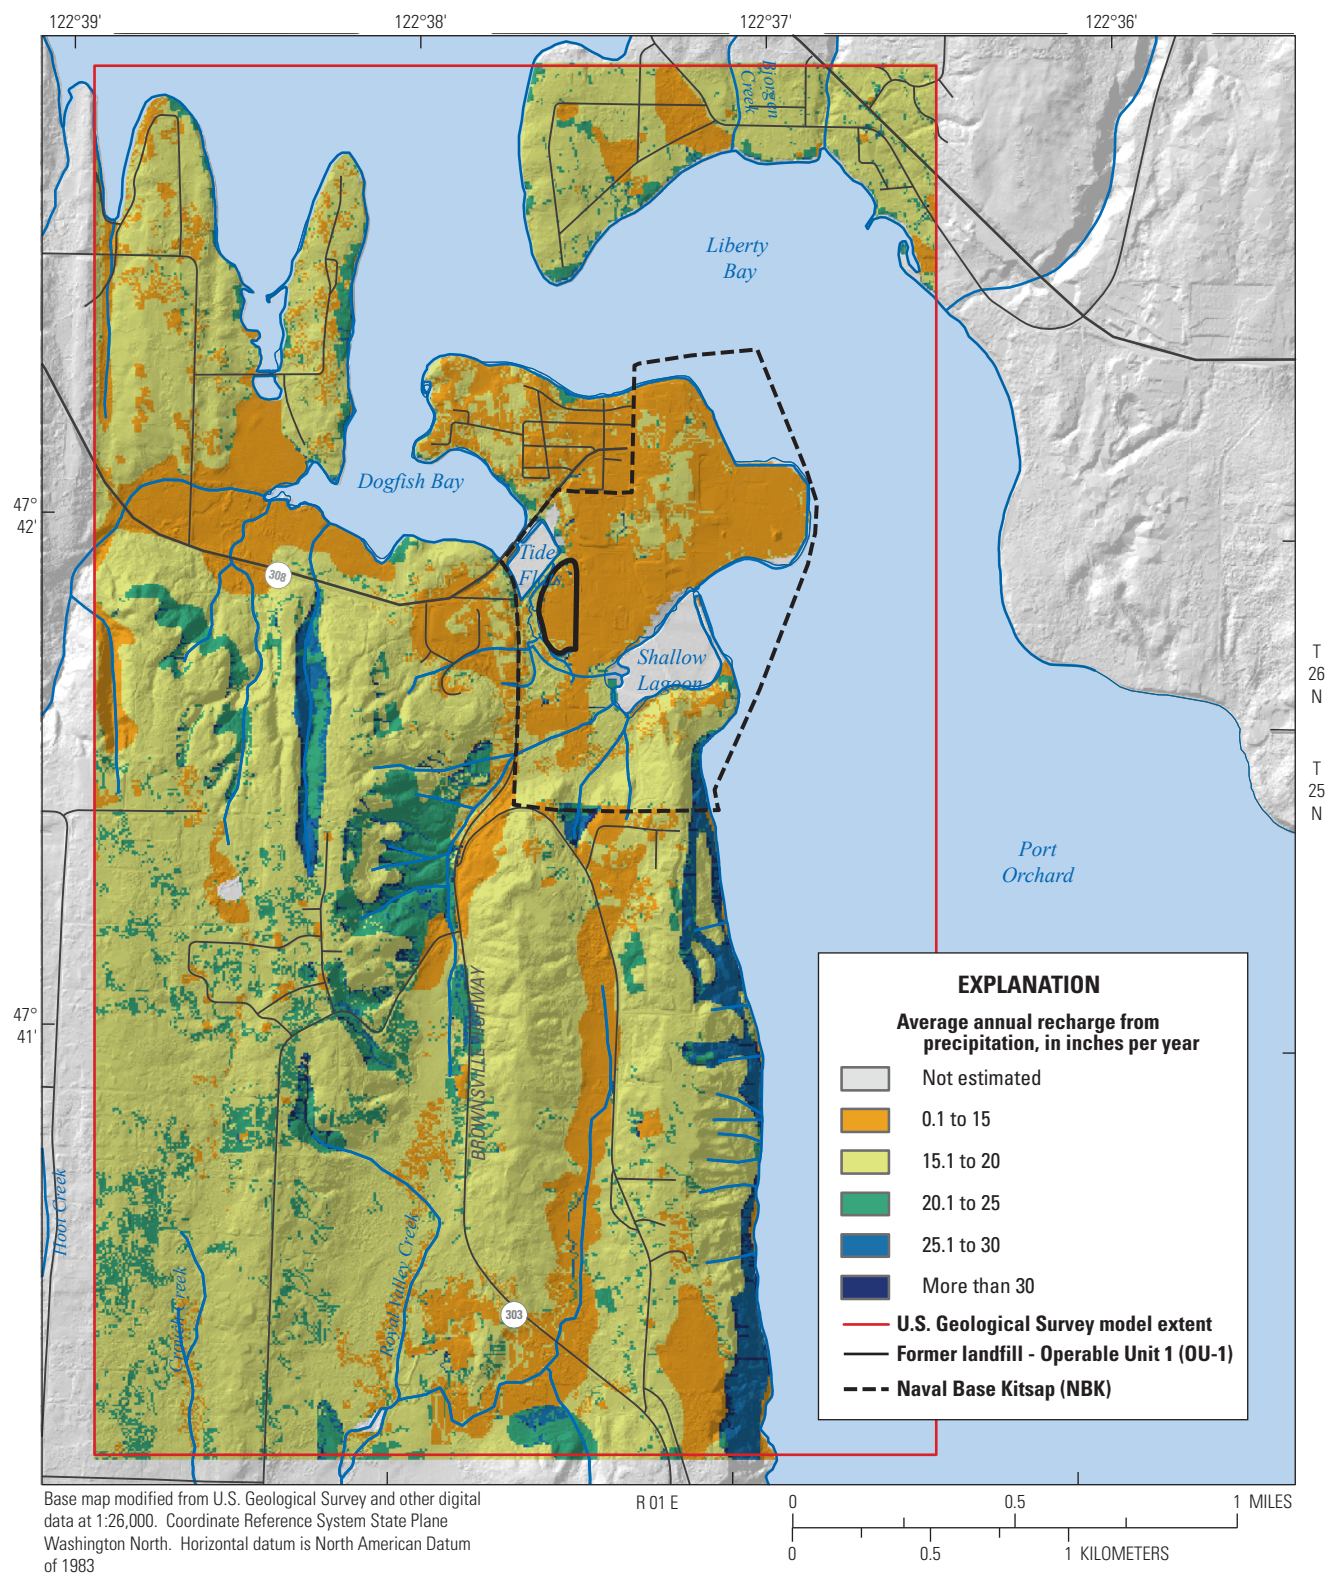 122°39'
122°38'
122°37'
122°36'
Bjorgen
Creek
Liberty
Bay
Dogfish Bay
47°
42'
Tide
Flats
308
Shallow
Lagoon
T
26
N
T
25
N
Port
Orchard
47°
41'
BROWNSVILLE HIGHWAY
Hool Creek
Crouch Creek
Royal Valley Creek
303
EXPLANATION
Average annual recharge from
precipitation, in inches per year
Not estimated
0.1 to 15
15.1 to 20
20.1 to 25
25.1 to 30
More than 30
U.S. Geological Survey model extent
Former landfill - Operable Unit 1 (OU-1)
Naval Base Kitsap (NBK)
Base map modified from U.S. Geological Survey and other digital
data at 1:26,000. Coordinate Reference System State Plane
Washington North. Horizontal datum is North American Datum
of 1983
R 01 E
0 0.5 1 MILES
0 0.5 1 KILOMETERS